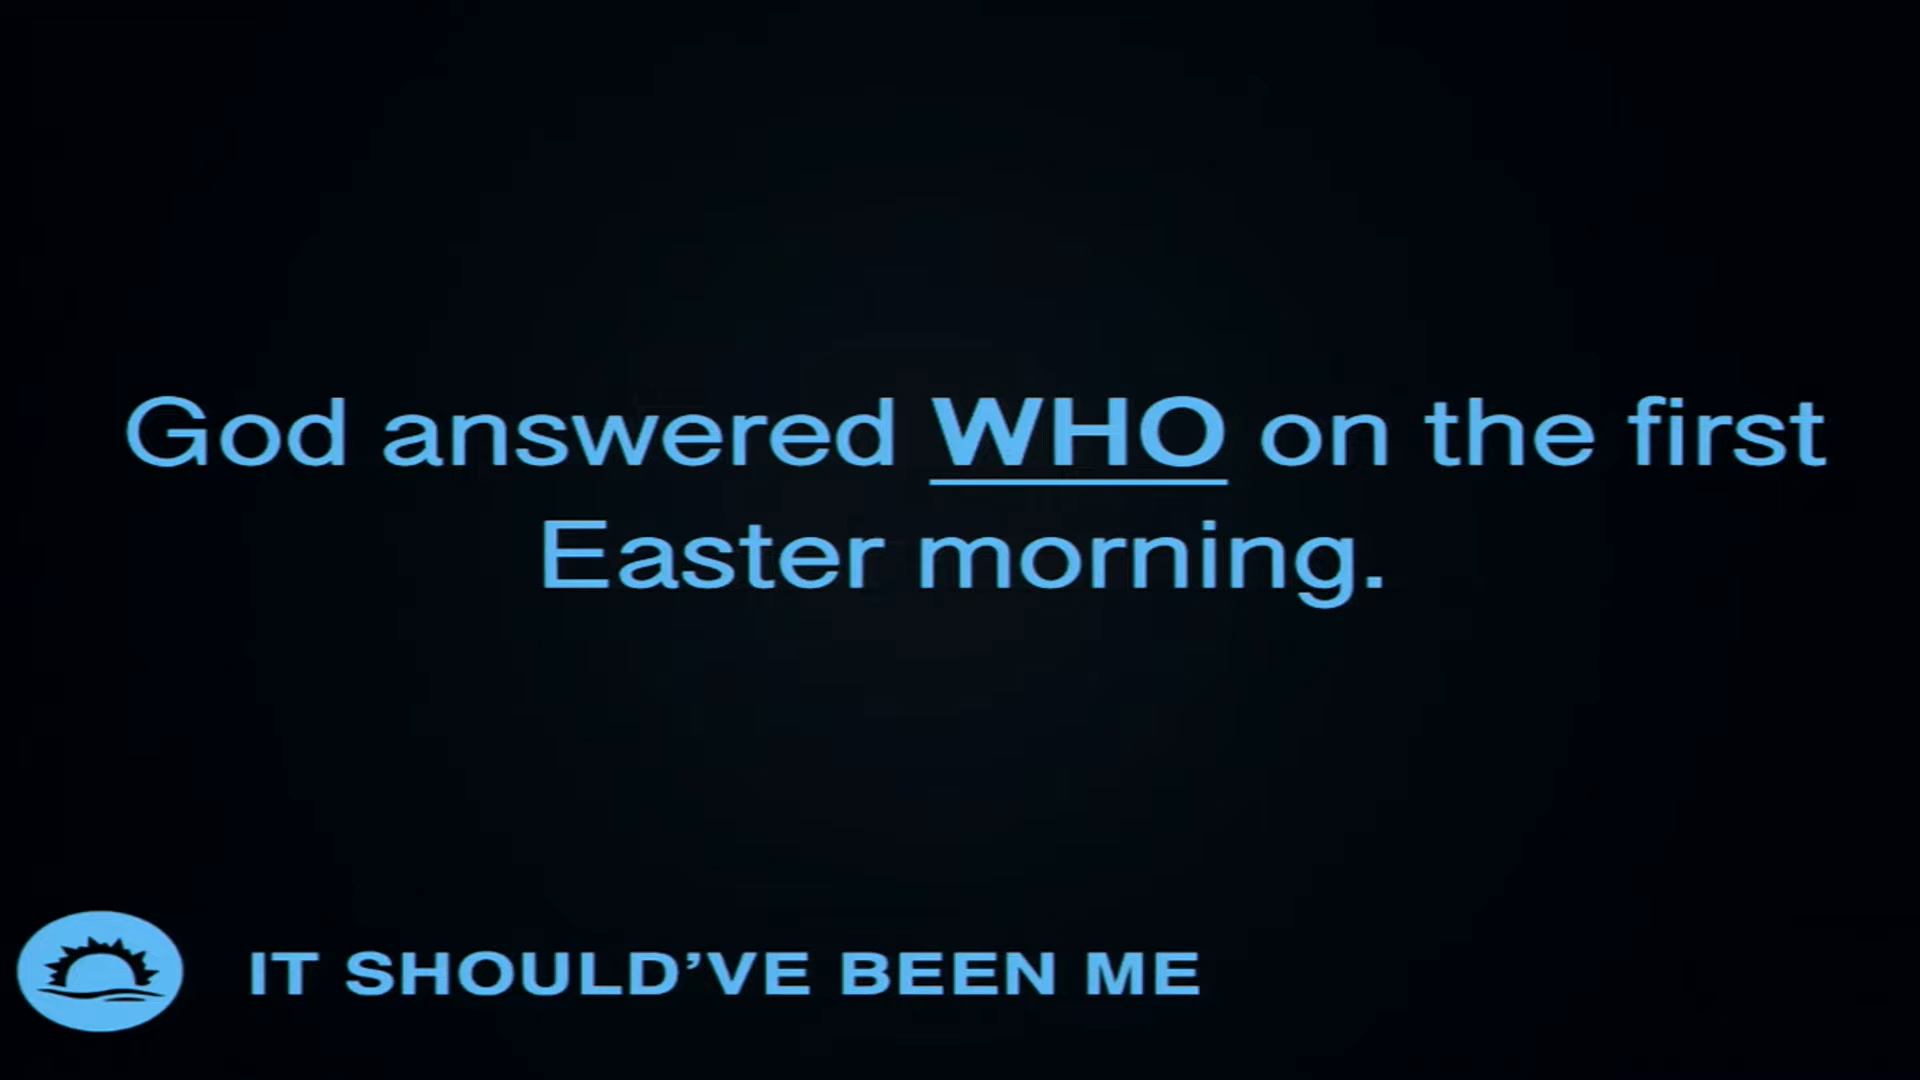 God answered WHO on the first
Easter morning.
IT SHOULD’VE BEEN ME